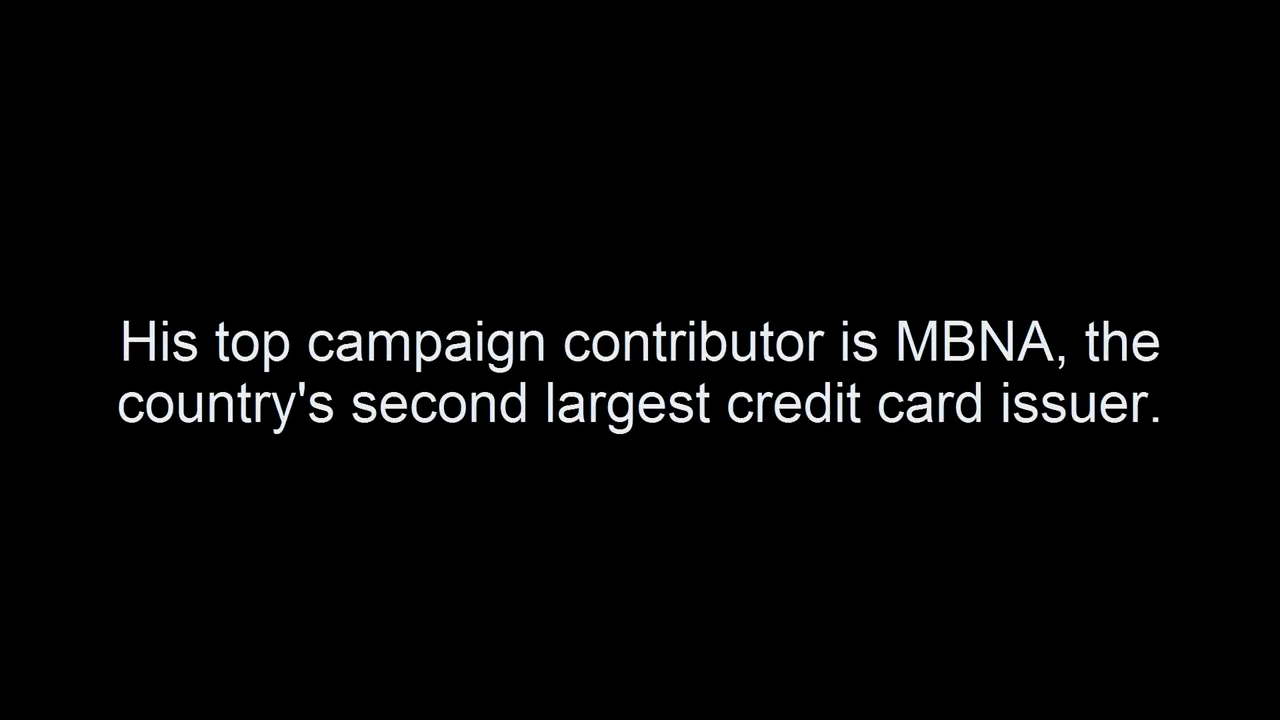 His top campaign contributor is MBNA, the
country's second largest credit card issuer.